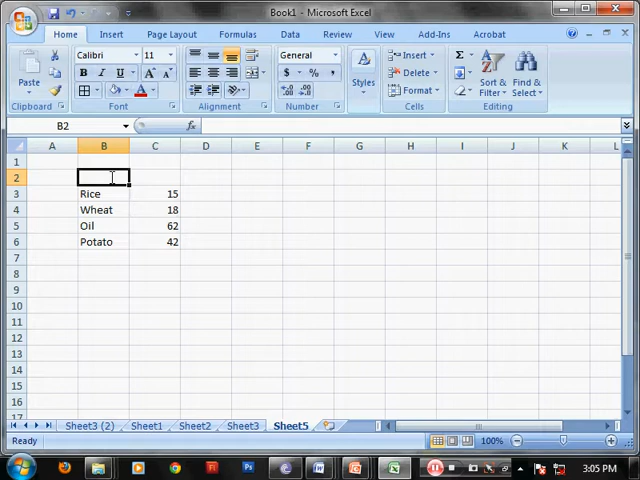 Book1 - Microsoft Excel
Home Insert Page Layout Formulas Data Review View Add-Ins Acrobat
Paste
Clipboard
Calibri 11
B I U
A A
Font
Alignment
General
$ % ,
Number
Styles
Insert
Delete
Format
Cells
Σ
Sort & Filter
Find & Select
Editing
B2 fx
A B C D E F G H I J K L
1
2
3 Rice 15
4 Wheat 18
5 Oil 62
6 Potato 42
7
8
9
10
11
12
13
14
15
16
17
Sheet3 (2) Sheet1 Sheet2 Sheet3 Sheet5
Ready 100%
3:05 PM